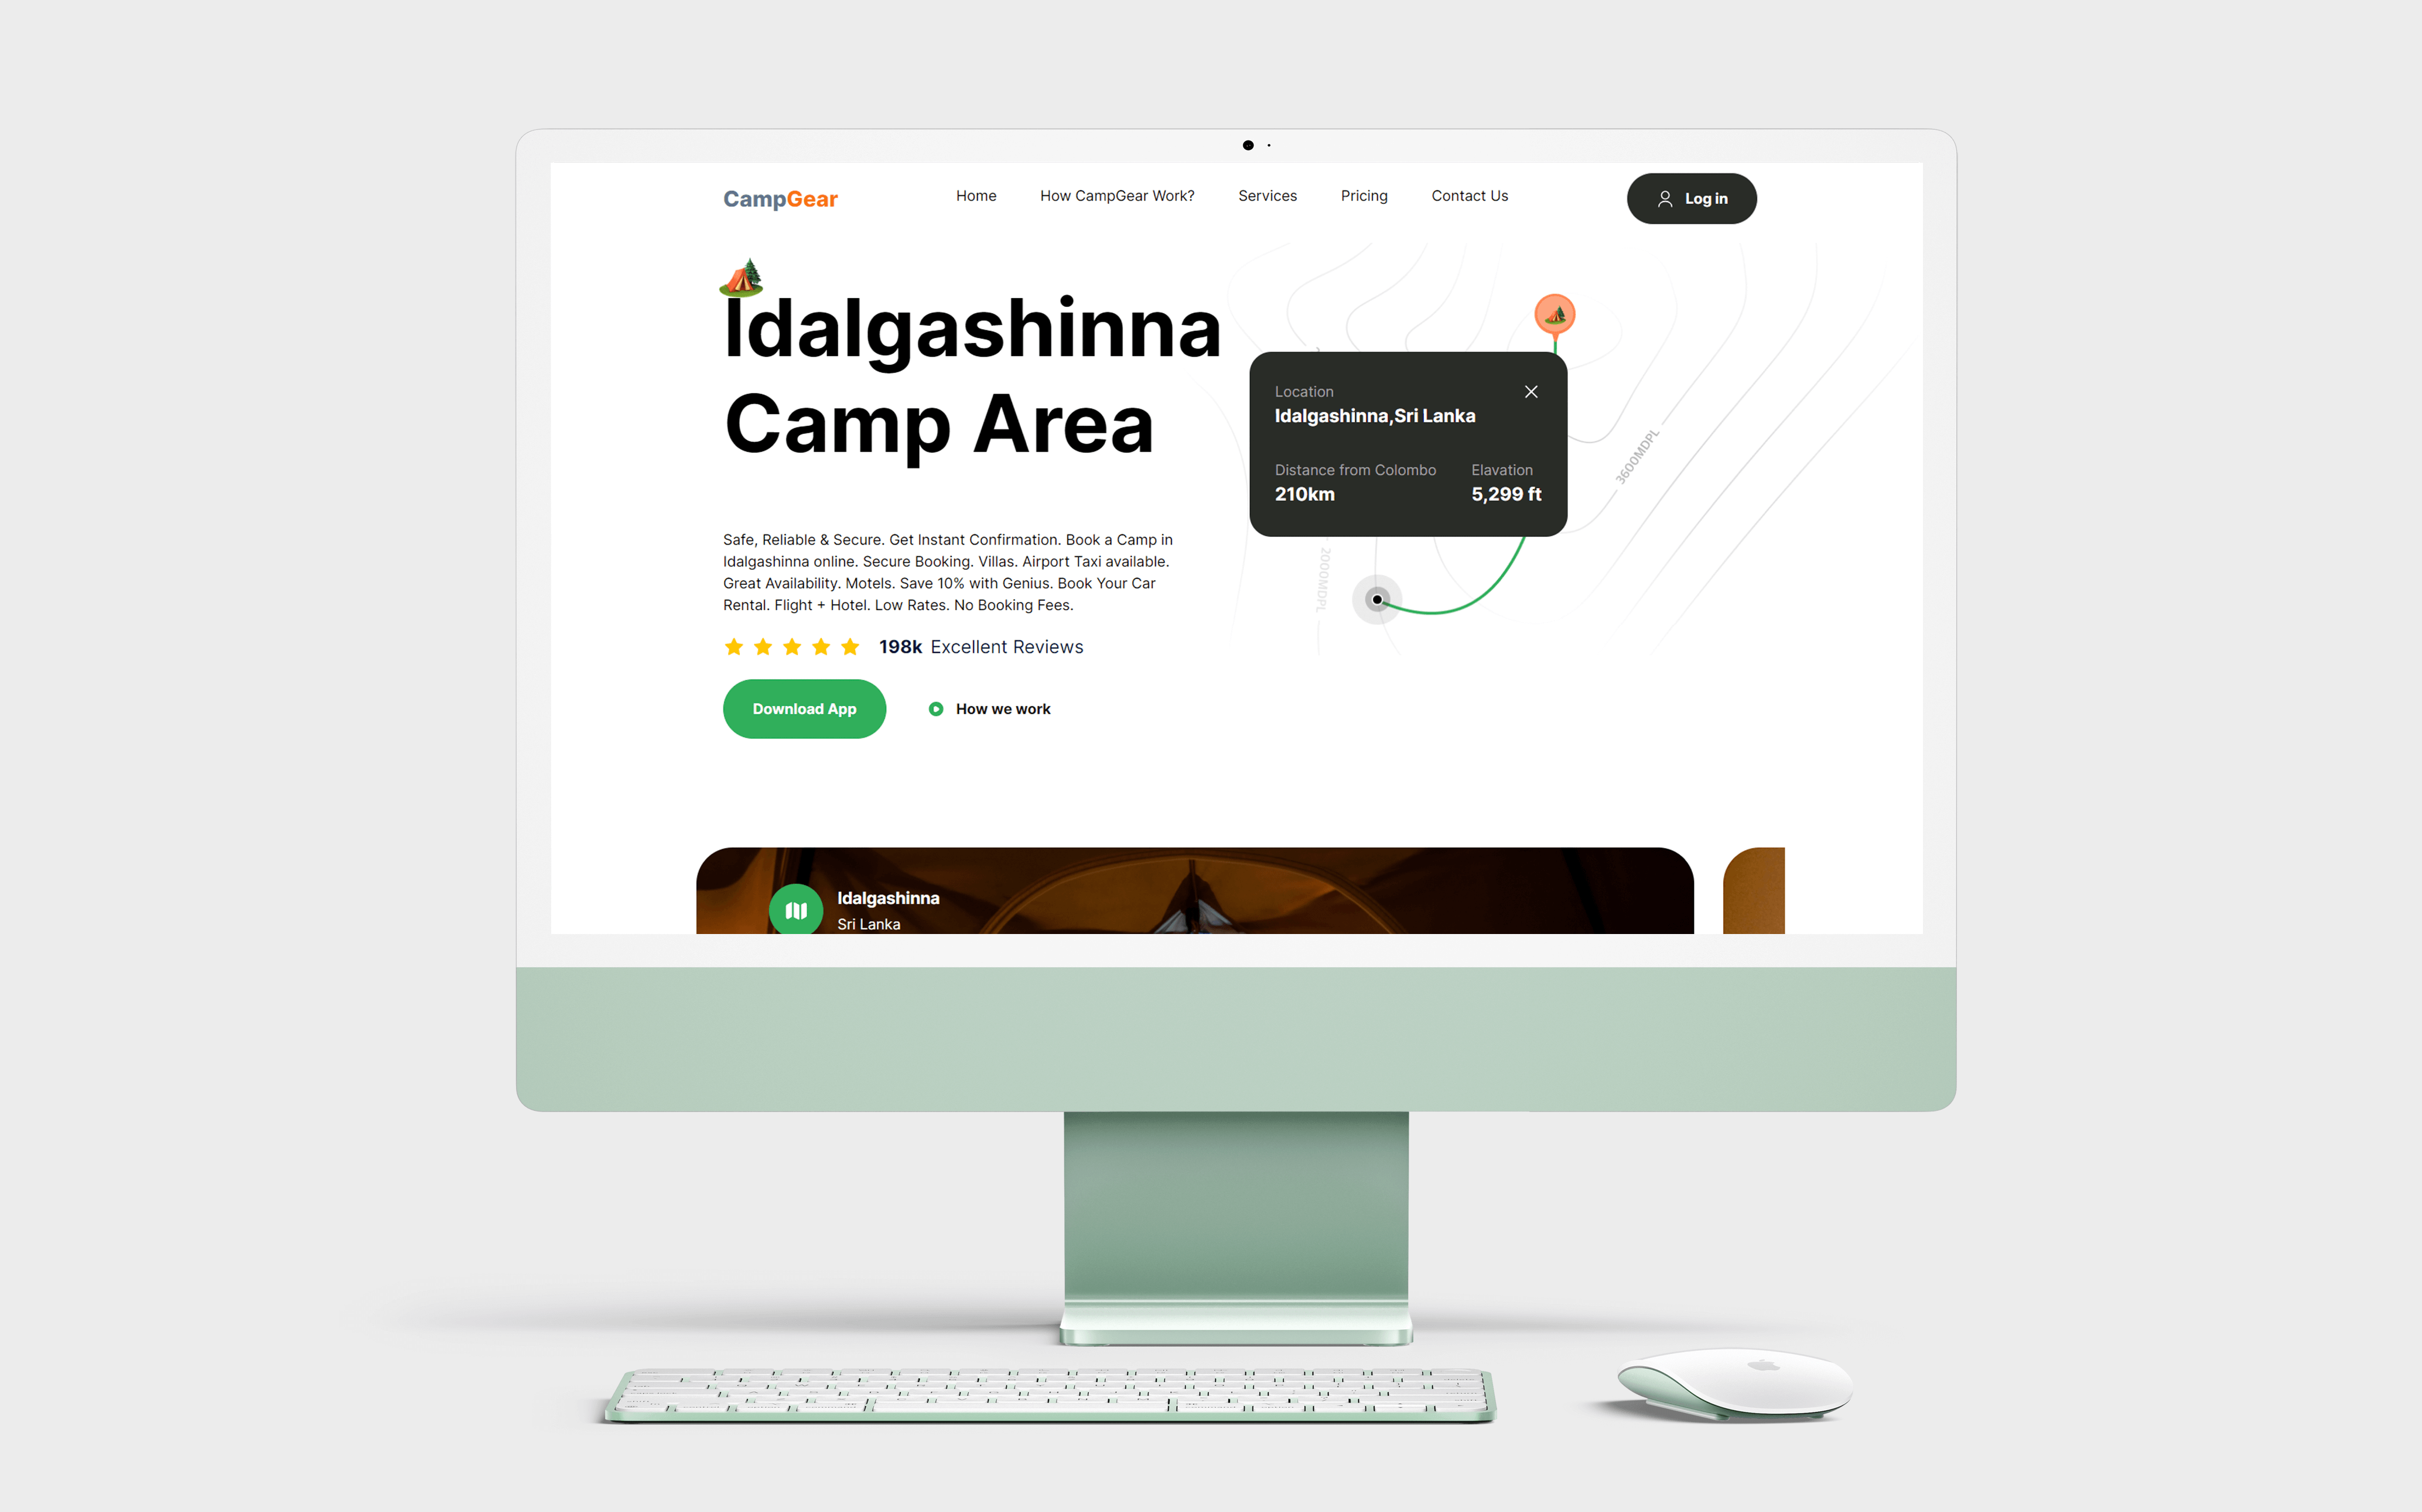 CampGear
Home
How CampGear Work?
Services
Pricing
Contact Us
Log in
Idalgashinna
Camp Area
Safe, Reliable & Secure. Get Instant Confirmation. Book a Camp in
Idalgashinna online. Secure Booking. Villas. Airport Taxi available.
Great Availability. Motels. Save 10% with Genius. Book Your Car
Rental. Flight + Hotel. Low Rates. No Booking Fees.
198k Excellent Reviews
Download App
How we work
Location
Idalgashinna,Sri Lanka
Distance from Colombo
210km
Elavation
5,299 ft
3600MDPL
2000MDPL
Idalgashinna
Sri Lanka